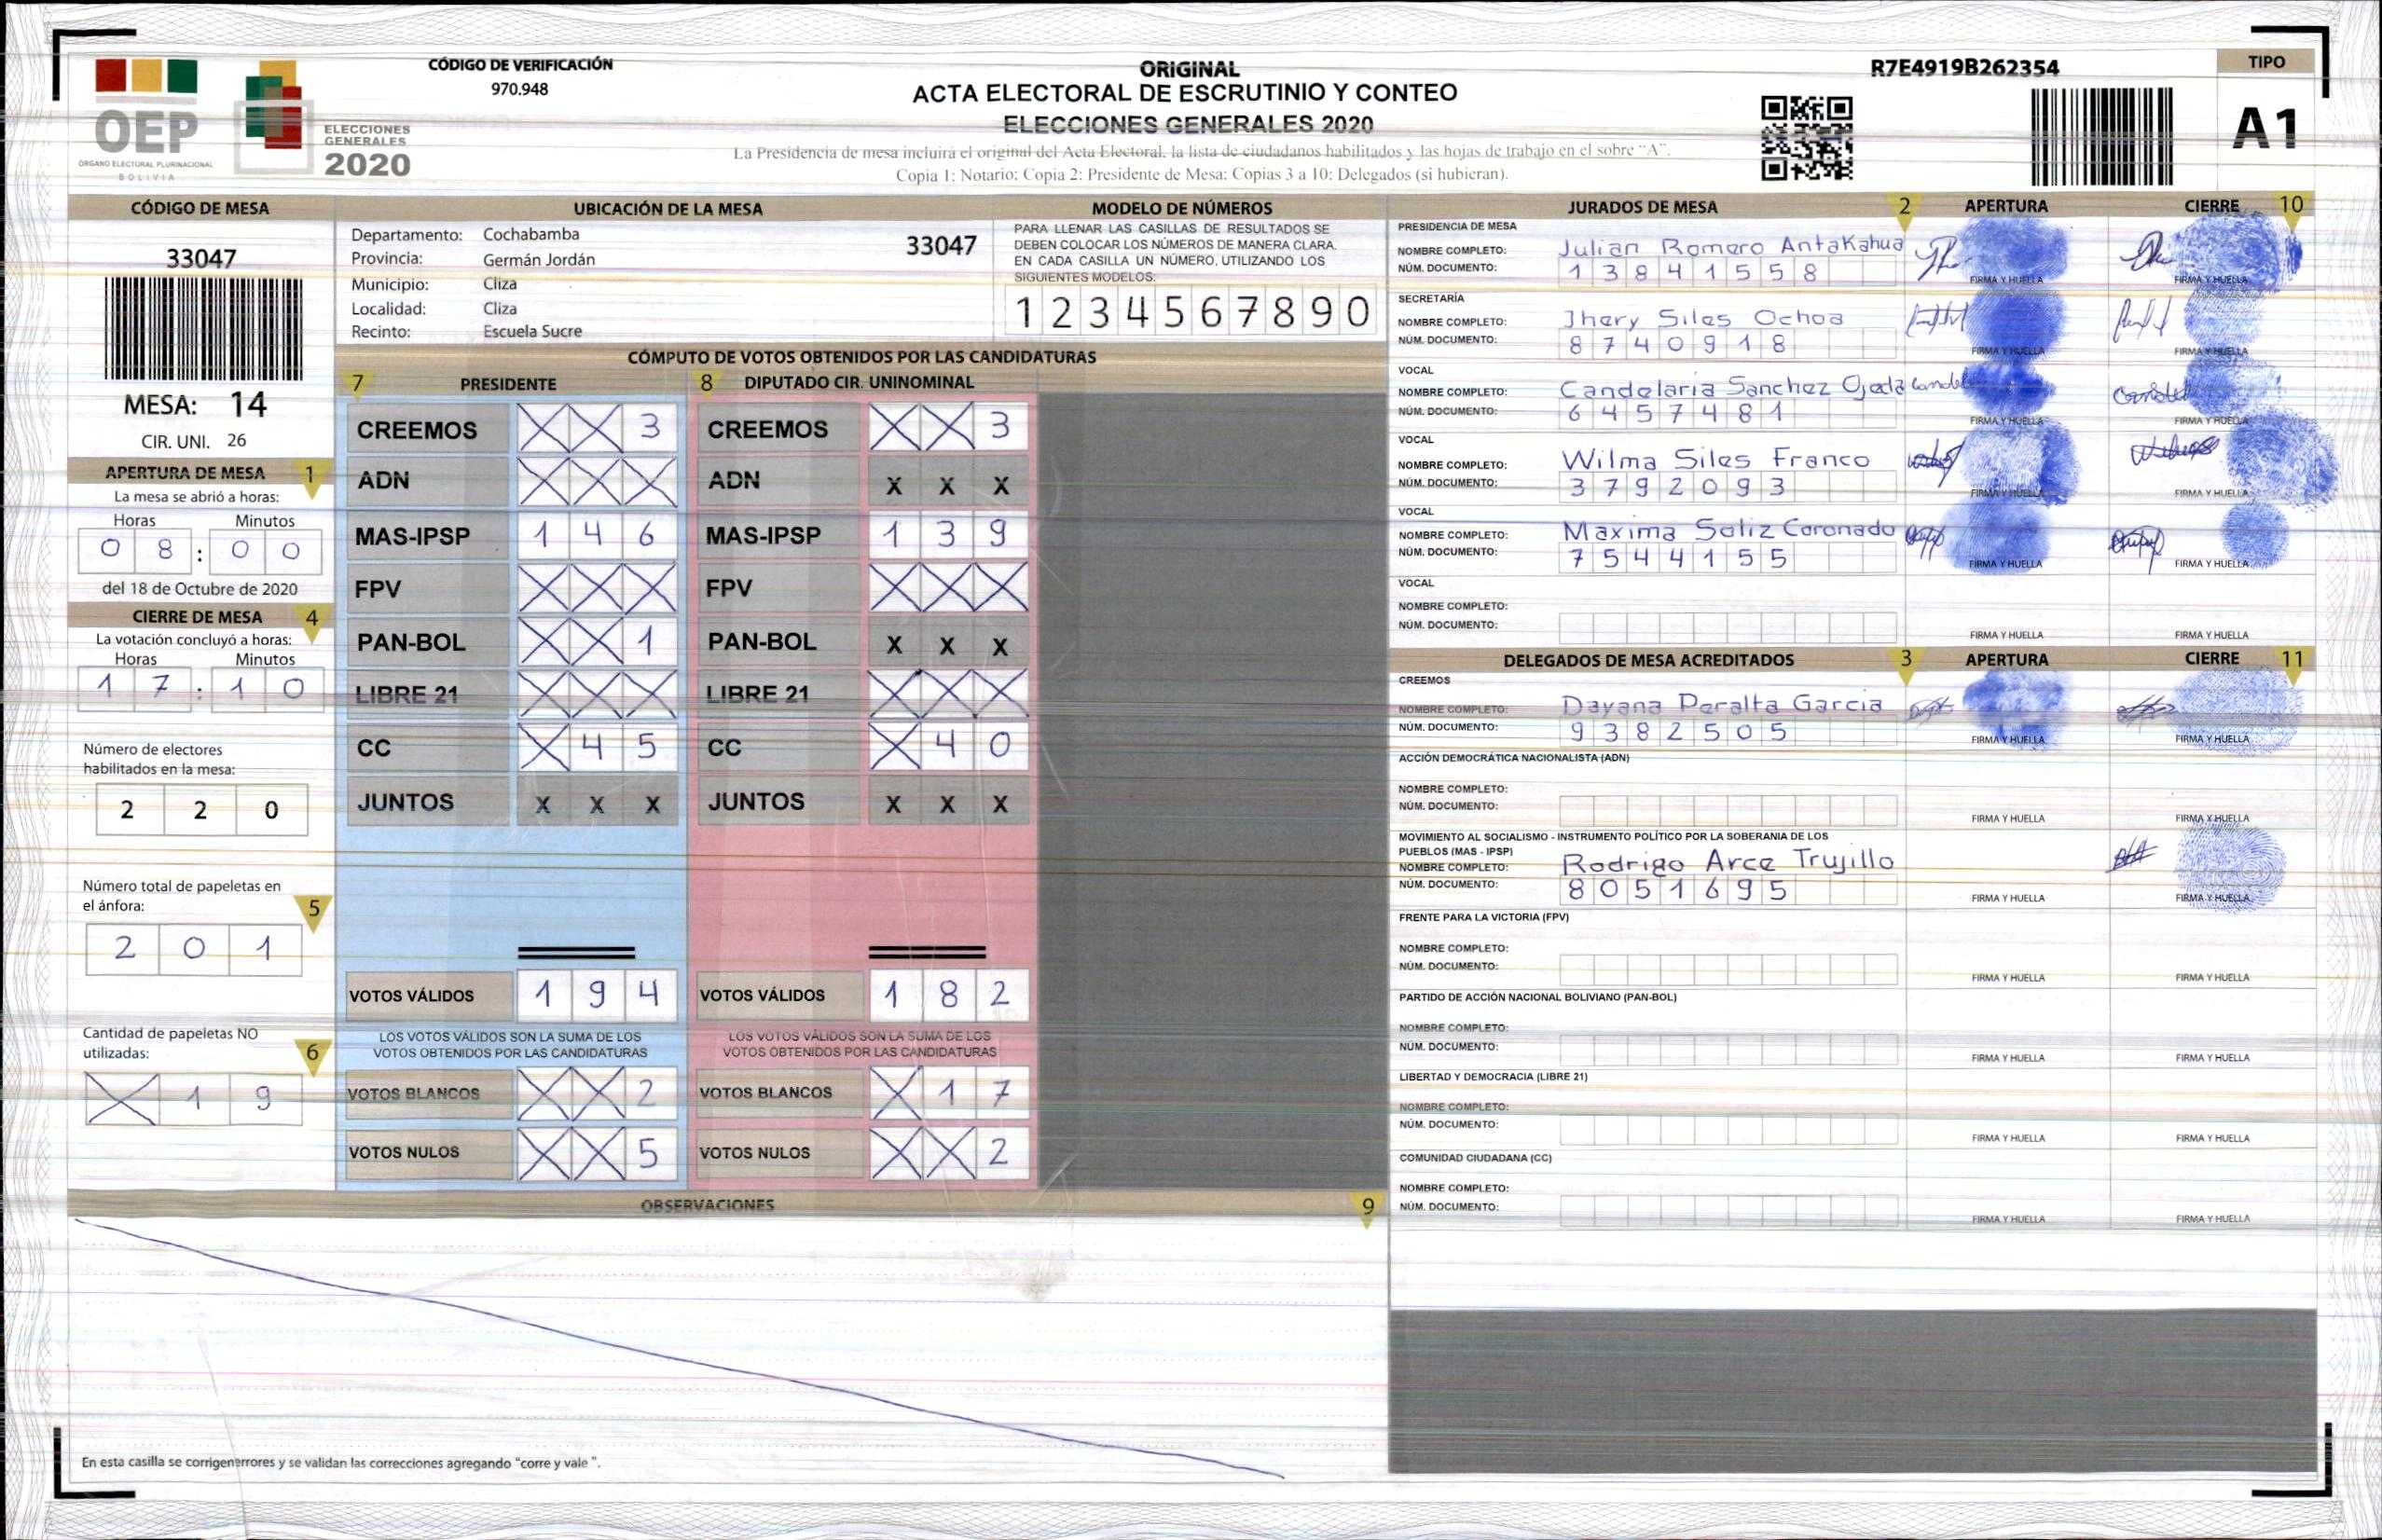 CÓDIGO DE VERIFICACIÓN
970.948
OEP
ÓRGANO ELECTORAL PLURINACIONAL
BOLIVIA
ELECCIONES
GENERALES
2020
ORIGINAL
ACTA ELECTORAL DE ESCRUTINIO Y CONTEO
ELECCIONES GENERALES 2020
La Presidencia de mesa incluirá el original del Acta Electoral, la lista de ciudadanos habilitados y las hojas de trabajo en el sobre "A".
Copia 1: Notario; Copia 2: Presidente de Mesa; Copias 3 a 10: Delegados (si hubieran).
R7E4919B262354
TIPO
A1
CÓDIGO DE MESA
33047
MESA: 14
CIR. UNI. 26
APERTURA DE MESA 1
La mesa se abrió a horas:
Horas Minutos
0 8 : 0 0
del 18 de Octubre de 2020
CIERRE DE MESA 4
La votación concluyó a horas:
Horas Minutos
1 7 : 1 0
Número de electores
habilitados en la mesa:
2 2 0
Número total de papeletas en
el ánfora: 5
2 0 1
Cantidad de papeletas NO
utilizadas: 6
X 1 9
UBICACIÓN DE LA MESA
Departamento: Cochabamba
33047
Provincia: Germán Jordán
Municipio: Cliza
Localidad: Cliza
Recinto: Escuela Sucre
MODELO DE NÚMEROS
PARA LLENAR LAS CASILLAS DE RESULTADOS SE
DEBEN COLOCAR LOS NÚMEROS DE MANERA CLARA.
EN CADA CASILLA UN NÚMERO, UTILIZANDO LOS
SIGUIENTES MODELOS:
1 2 3 4 5 6 7 8 9 0
CÓMPUTO DE VOTOS OBTENIDOS POR LAS CANDIDATURAS
7 PRESIDENTE 8 DIPUTADO CIR. UNINOMINAL
CREEMOS X X 3 CREEMOS X X 3
ADN X X X ADN X X X
MAS-IPSP 1 4 6 MAS-IPSP 1 3 9
FPV X X X FPV X X X
PAN-BOL X X 1 PAN-BOL X X X
LIBRE 21 X X X LIBRE 21 X X X
CC X 4 5 CC X 4 0
JUNTOS X X X JUNTOS X X X
VOTOS VÁLIDOS 1 9 4 VOTOS VÁLIDOS 1 8 2
LOS VOTOS VÁLIDOS SON LA SUMA DE LOS LOS VOTOS VÁLIDOS SON LA SUMA DE LOS
VOTOS OBTENIDOS POR LAS CANDIDATURAS VOTOS OBTENIDOS POR LAS CANDIDATURAS
VOTOS BLANCOS X X 2 VOTOS BLANCOS X 1 7
VOTOS NULOS X X 5 VOTOS NULOS X X 2
OBSERVACIONES 9
En esta casilla se corrigen errores y se validan las correcciones agregando "corre y vale ".
JURADOS DE MESA 2 APERTURA CIERRE 10
PRESIDENCIA DE MESA
NOMBRE COMPLETO: Julian Romero Antakahua
NÚM. DOCUMENTO: 1 3 8 4 1 5 5 8
FIRMA Y HUELLA FIRMA Y HUELLA
SECRETARÍA
NOMBRE COMPLETO: Jhery Siles Ochoa
NÚM. DOCUMENTO: 8 7 4 0 9 1 8
FIRMA Y HUELLA FIRMA Y HUELLA
VOCAL
NOMBRE COMPLETO: Candelaria Sanchez Ojeda
NÚM. DOCUMENTO: 6 4 5 7 4 8 1
FIRMA Y HUELLA FIRMA Y HUELLA
VOCAL
NOMBRE COMPLETO: Wilma Siles Franco
NÚM. DOCUMENTO: 3 7 9 2 0 9 3
FIRMA Y HUELLA FIRMA Y HUELLA
VOCAL
NOMBRE COMPLETO: Maxima Soliz Coronado
NÚM. DOCUMENTO: 7 5 4 4 1 5 5
FIRMA Y HUELLA FIRMA Y HUELLA
VOCAL
NOMBRE COMPLETO:
NÚM. DOCUMENTO:
FIRMA Y HUELLA FIRMA Y HUELLA
DELEGADOS DE MESA ACREDITADOS 3 APERTURA CIERRE 11
CREEMOS
NOMBRE COMPLETO: Dayana Peralta Garcia
NÚM. DOCUMENTO: 9 3 8 2 5 0 5
FIRMA Y HUELLA FIRMA Y HUELLA
ACCIÓN DEMOCRÁTICA NACIONALISTA (ADN)
NOMBRE COMPLETO:
NÚM. DOCUMENTO:
FIRMA Y HUELLA FIRMA Y HUELLA
MOVIMIENTO AL SOCIALISMO - INSTRUMENTO POLÍTICO POR LA SOBERANIA DE LOS
PUEBLOS (MAS - IPSP)
NOMBRE COMPLETO: Rodrigo Arce Trujillo
NÚM. DOCUMENTO: 8 0 5 1 6 9 5
FIRMA Y HUELLA FIRMA Y HUELLA
FRENTE PARA LA VICTORIA (FPV)
NOMBRE COMPLETO:
NÚM. DOCUMENTO:
FIRMA Y HUELLA FIRMA Y HUELLA
PARTIDO DE ACCIÓN NACIONAL BOLIVIANO (PAN-BOL)
NOMBRE COMPLETO:
NÚM. DOCUMENTO:
FIRMA Y HUELLA FIRMA Y HUELLA
LIBERTAD Y DEMOCRACIA (LIBRE 21)
NOMBRE COMPLETO:
NÚM. DOCUMENTO:
FIRMA Y HUELLA FIRMA Y HUELLA
COMUNIDAD CIUDADANA (CC)
NOMBRE COMPLETO:
NÚM. DOCUMENTO:
FIRMA Y HUELLA FIRMA Y HUELLA